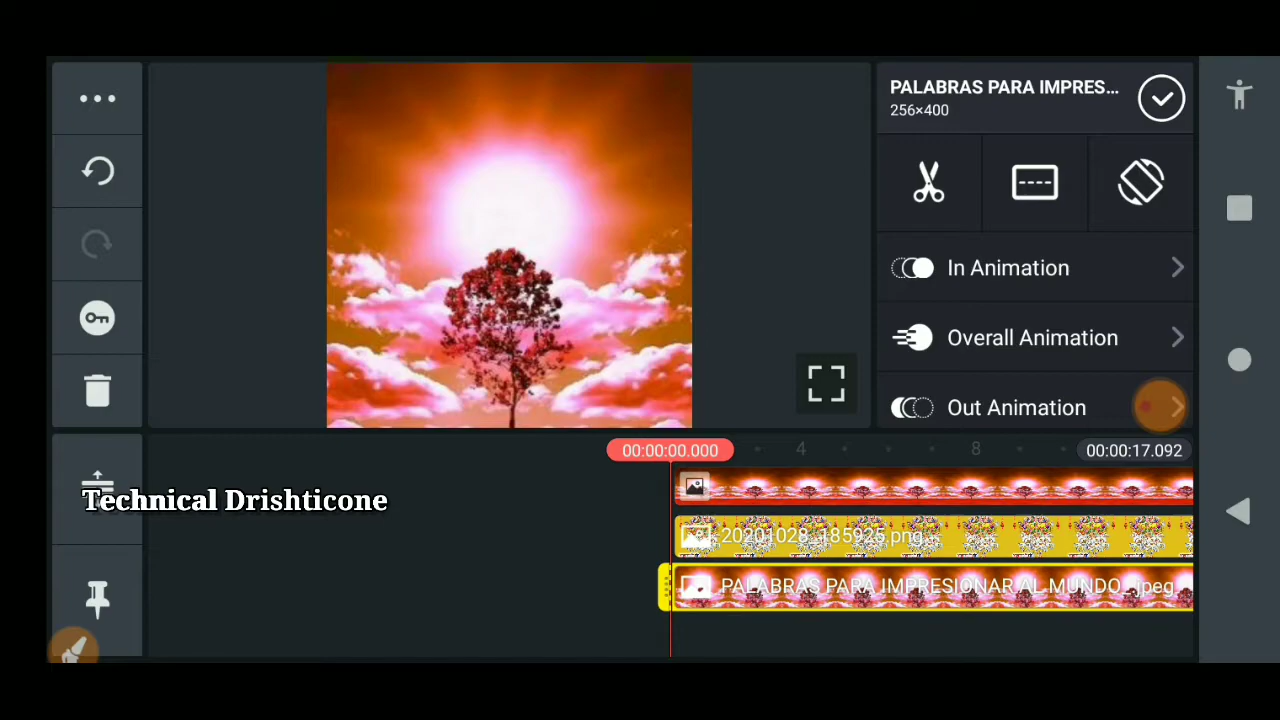 PALABRAS PARA IMPRES...
256×400
In Animation
Overall Animation
Out Animation
00:00:00.000
4
8
00:00:17.092
Technical Drishticone
20201028_185925.png
PALABRAS PARA IMPRESIONAR AL MUNDO_.jpeg